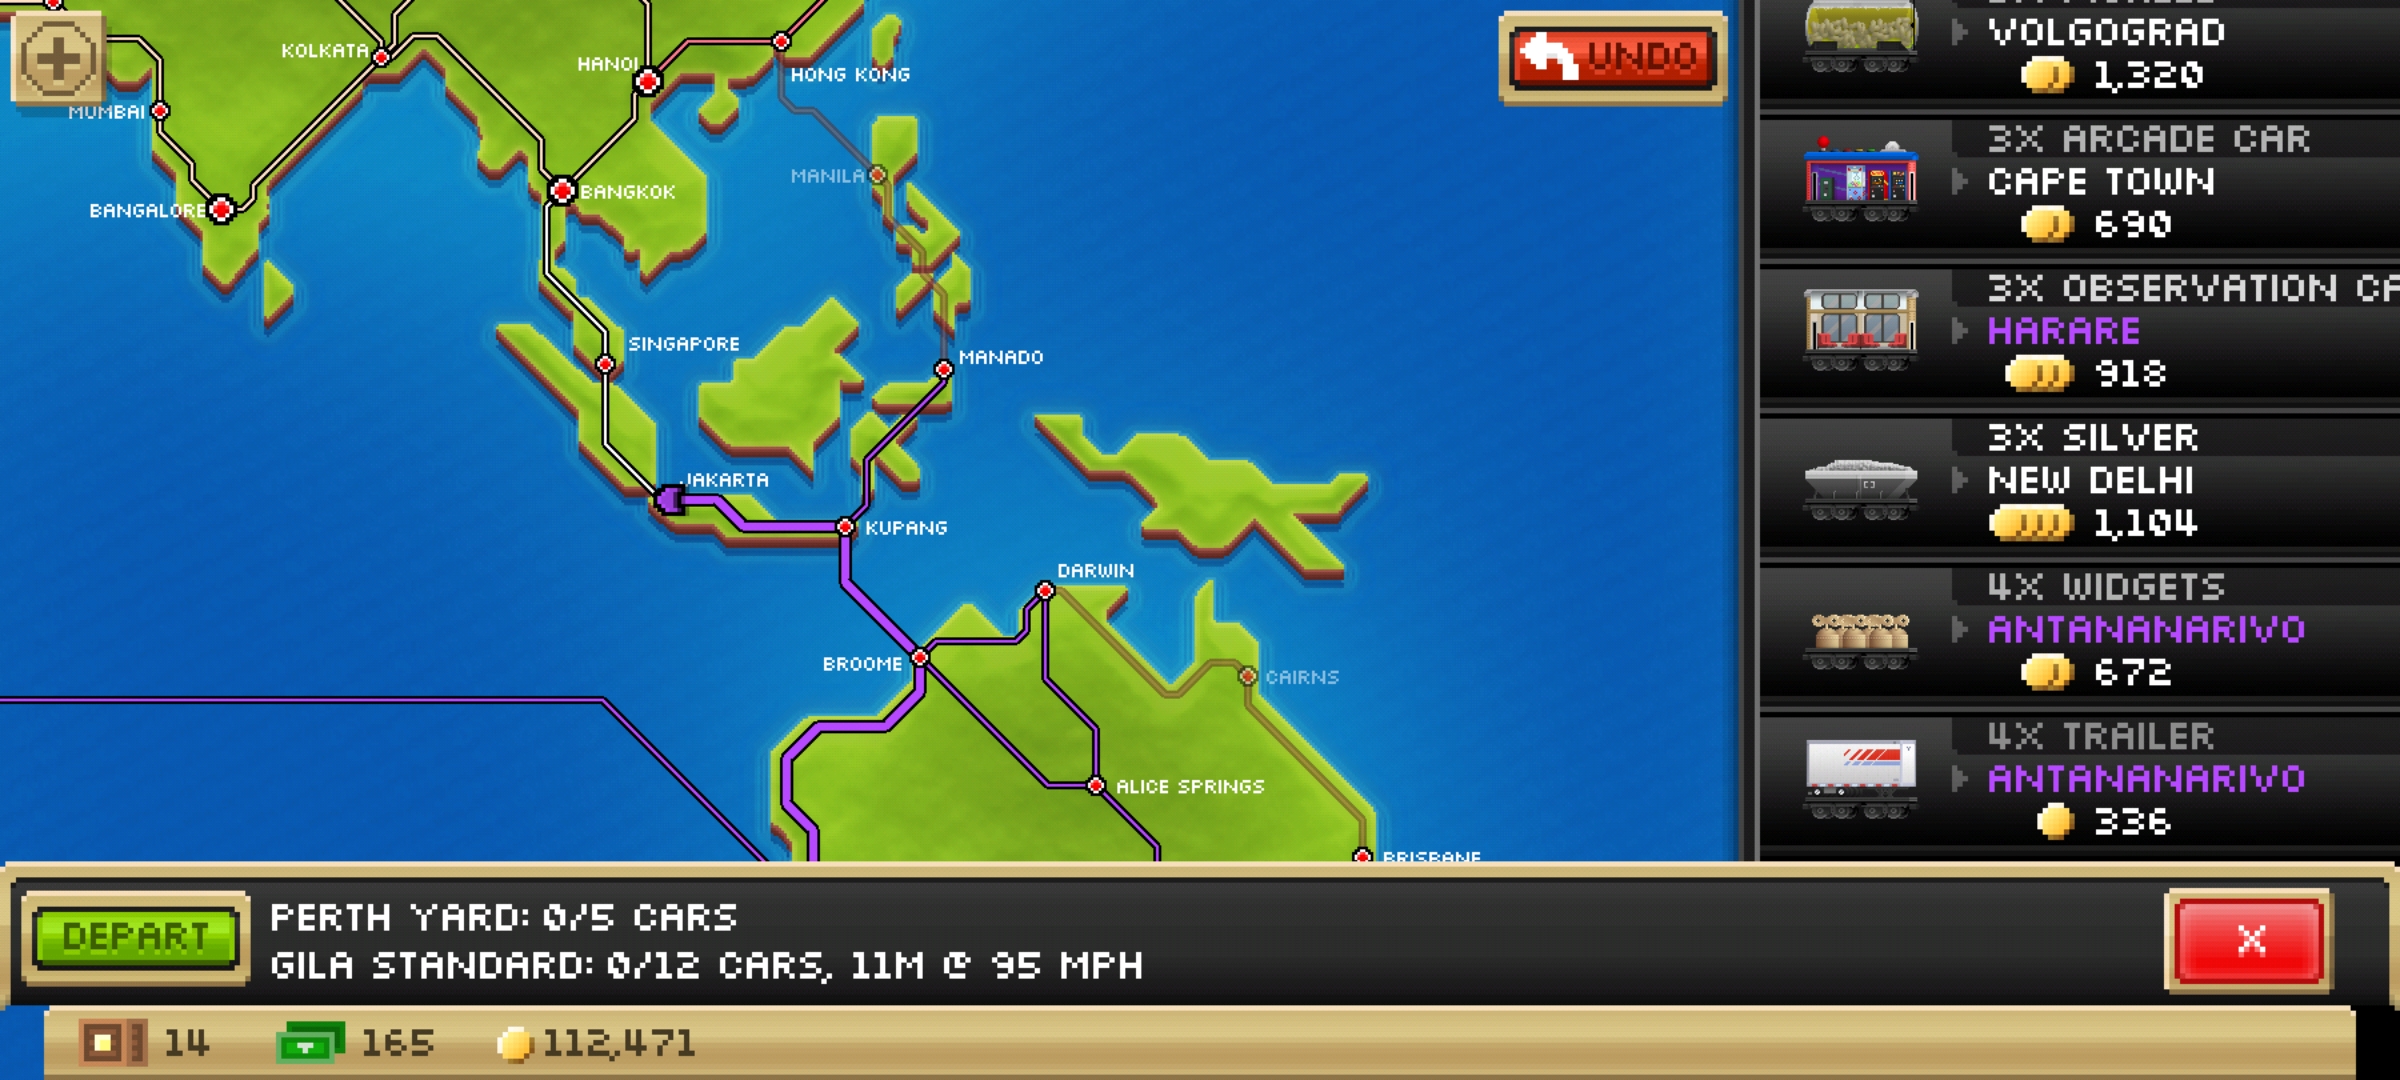 KOLKATA
HANOI
HONG KONG
MUMBAI
MANILA
BANGKOK
BANGALORE
SINGAPORE
MANADO
JAKARTA
KUPANG
DARWIN
BROOME
CAIRNS
ALICE SPRINGS
BRISBANE
UNDO
VOLGOGRAD
1,320
3X ARCADE CAR
CAPE TOWN
690
3X OBSERVATION CA
HARARE
918
3X SILVER
NEW DELHI
1,104
4X WIDGETS
ANTANANARIVO
672
4X TRAILER
ANTANANARIVO
336
DEPART
PERTH YARD: 0/5 CARS
GILA STANDARD: 0/12 CARS, 11M @ 95 MPH
X
14
165
112,471